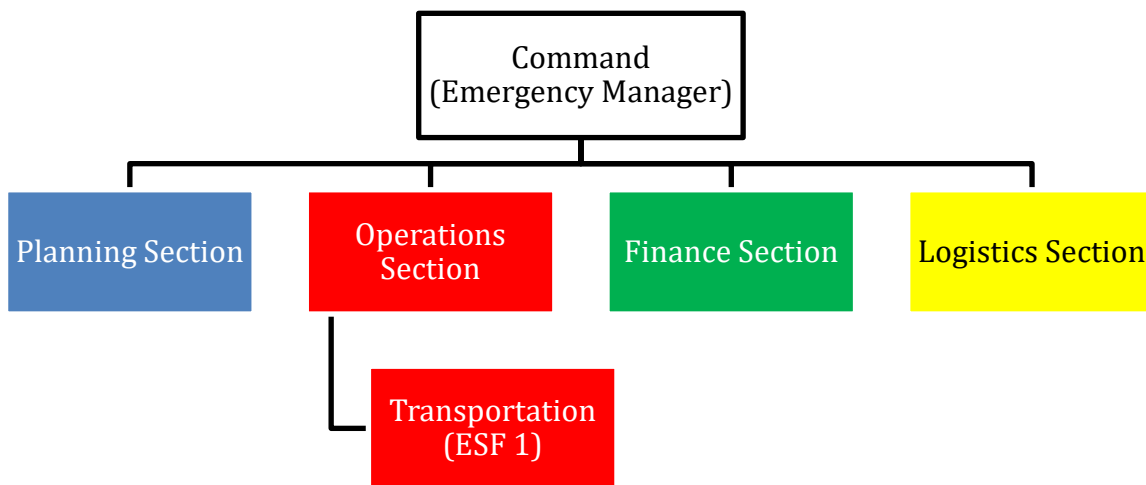 Command
(Emergency Manager)
Planning Section
Operations
Section
Finance Section
Logistics Section
Transportation
(ESF 1)